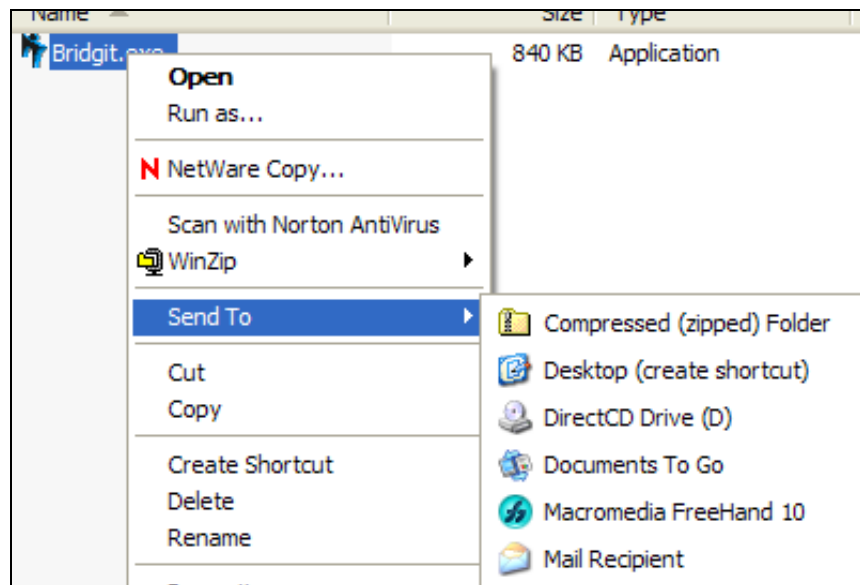 Name Size Type
Bridgit.exe 840 KB Application
Open
Run as...
N NetWare Copy...
Scan with Norton AntiVirus
WinZip
Send To
Compressed (zipped) Folder
Desktop (create shortcut)
DirectCD Drive (D)
Cut
Copy
Documents To Go
Create Shortcut
Macromedia FreeHand 10
Delete
Rename
Mail Recipient